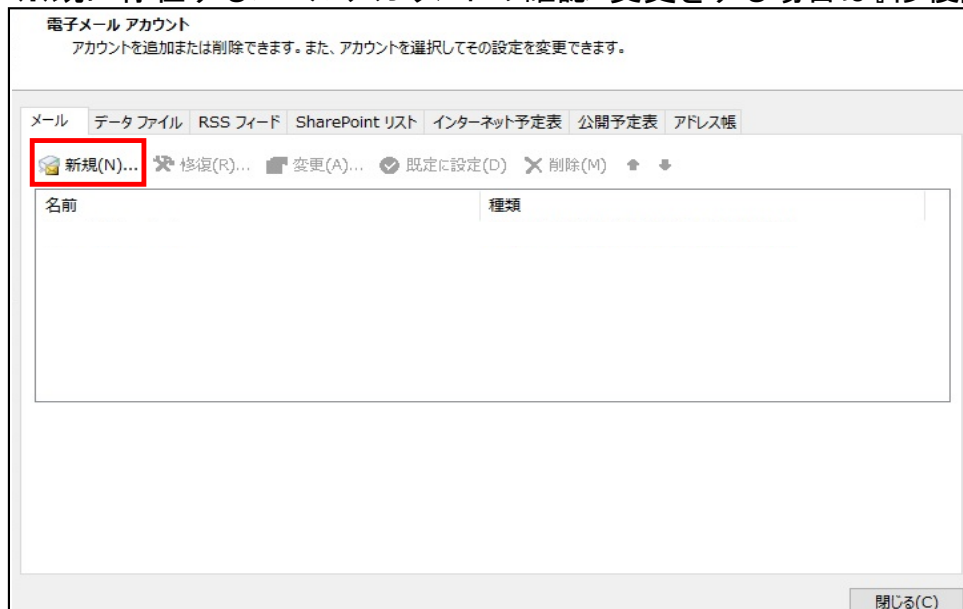 電子メール アカウント
アカウントを追加または削除できます。また、アカウントを選択してその設定を変更できます。
メール データ ファイル RSS フィード SharePoint リスト インターネット予定表 公開予定表 アドレス帳
新規(N)... 修復(R)... 変更(A)... 既定に設定(D) 削除(M)
名前 種類
閉じる(C)